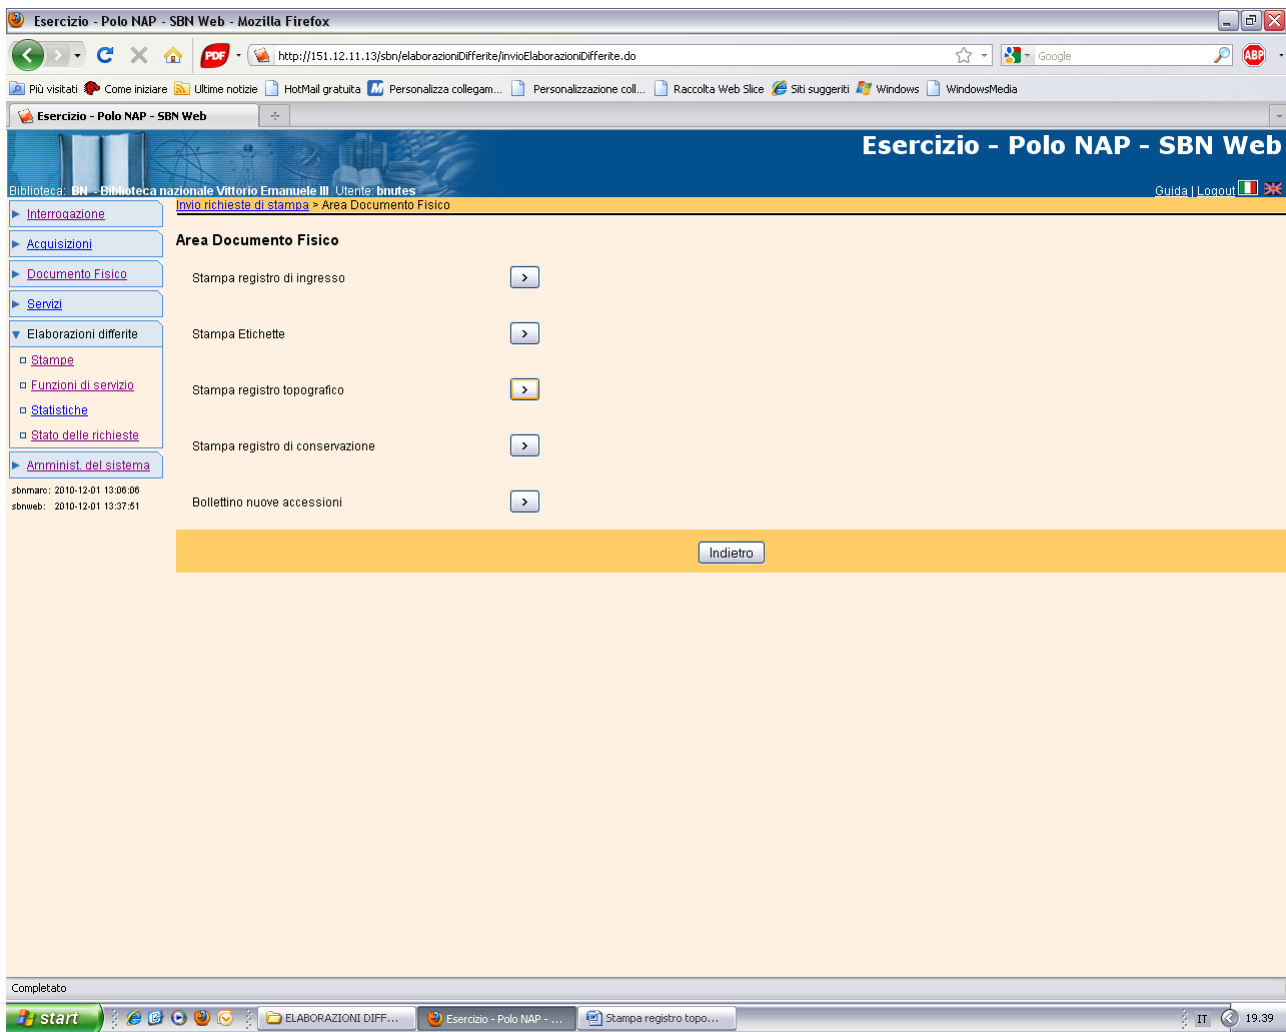 Esercizio - Polo NAP - SBN Web - Mozilla Firefox
PDF http://151.12.11.13/sbn/elaborazioniDifferite/invioElaborazioniDifferite.do Google ABP
Più visitati Come iniziare Ultime notizie HotMail gratuita Personalizza collegam... Personalizzazione coll... Raccolta Web Slice Siti suggeriti Windows WindowsMedia
Esercizio - Polo NAP - SBN Web
Esercizio - Polo NAP - SBN Web
Biblioteca: BN - Biblioteca nazionale Vittorio Emanuele III Utente: bnutes
Guida | Logout
Invio richieste di stampa > Area Documento Fisico
Interrogazione
Acquisizioni
Documento Fisico
Servizi
Elaborazioni differite
Stampe
Funzioni di servizio
Statistiche
Stato delle richieste
Amminist. del sistema
sbnmarc: 2010-12-01 13:06:06
sbnweb: 2010-12-01 13:37:51
Area Documento Fisico
Stampa registro di ingresso >
Stampa Etichette >
Stampa registro topografico >
Stampa registro di conservazione >
Bollettino nuove accessioni >
Indietro
Completato
start ELABORAZIONI DIFF... Esercizio - Polo NAP - ... Stampa registro topo... IT 19.39